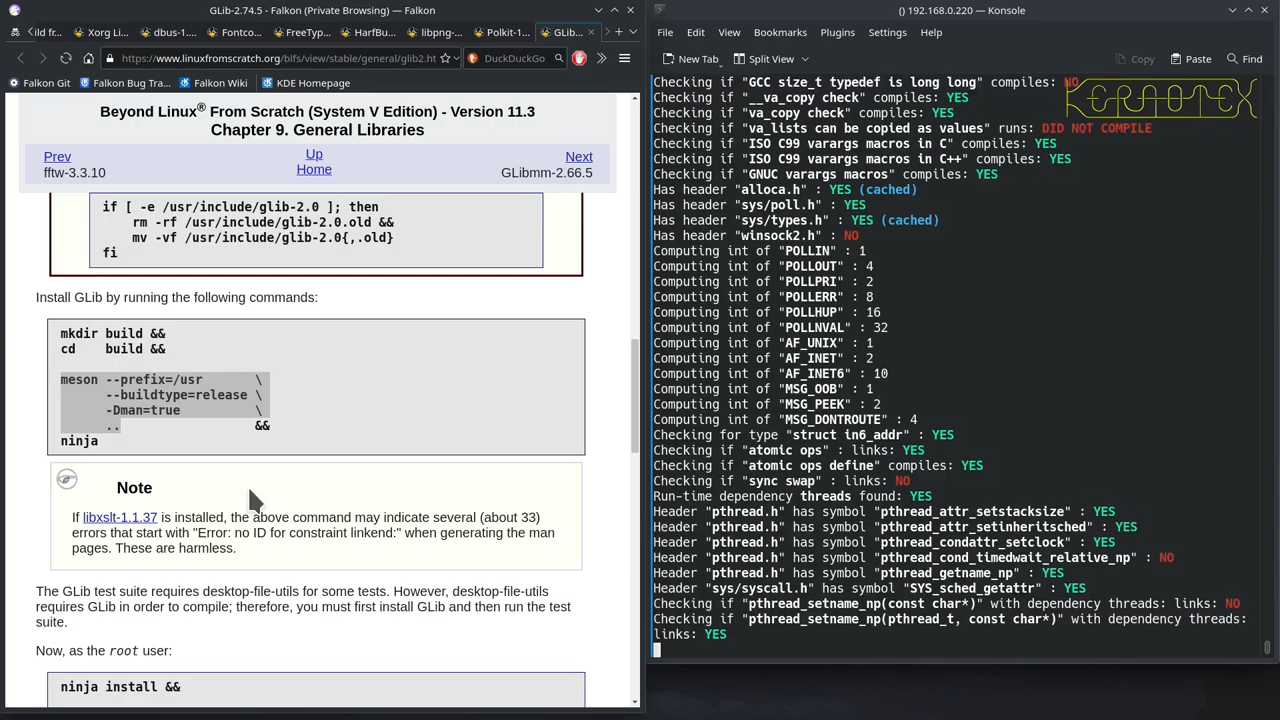 GLib-2.74.5 - Falkon (Private Browsing) — Falkon
ild fr...
Xorg Li...
dbus-1....
Fontco...
FreeTyp...
HarfBu...
libpng-...
Polkit-1...
GLib...
https://www.linuxfromscratch.org/blfs/view/stable/general/glib2.ht
DuckDuckGo
Falkon Git
Falkon Bug Tra...
Falkon Wiki
KDE Homepage
Beyond Linux® From Scratch (System V Edition) - Version 11.3
Chapter 9. General Libraries
Prev
Up
Next
fftw-3.3.10
Home
GLibmm-2.66.5
if [ -e /usr/include/glib-2.0 ]; then
rm -rf /usr/include/glib-2.0.old &&
mv -vf /usr/include/glib-2.0{,.old}
fi
Install GLib by running the following commands:
mkdir build &&
cd    build &&
meson --prefix=/usr       \
--buildtype=release \
-Dman=true          \
..                  &&
ninja
Note
If libxslt-1.1.37 is installed, the above command may indicate several (about 33)
errors that start with "Error: no ID for constraint linkend:" when generating the man
pages. These are harmless.
The GLib test suite requires desktop-file-utils for some tests. However, desktop-file-utils
requires GLib in order to compile; therefore, you must first install GLib and then run the test
suite.
Now, as the root user:
ninja install &&
() 192.168.0.220 — Konsole
File Edit View Bookmarks Plugins Settings Help
New Tab
Split View
Copy
Paste
Find
KERAOTEX
Checking if "GCC size_t typedef is long long" compiles: NO
Checking if "__va_copy check" compiles: YES
Checking if "va_copy check" compiles: YES
Checking if "va_lists can be copied as values" runs: DID NOT COMPILE
Checking if "ISO C99 varargs macros in C" compiles: YES
Checking if "ISO C99 varargs macros in C++" compiles: YES
Checking if "GNUC varargs macros" compiles: YES
Has header "alloca.h" : YES (cached)
Has header "sys/poll.h" : YES
Has header "sys/types.h" : YES (cached)
Has header "winsock2.h" : NO
Computing int of "POLLIN" : 1
Computing int of "POLLOUT" : 4
Computing int of "POLLPRI" : 2
Computing int of "POLLERR" : 8
Computing int of "POLLHUP" : 16
Computing int of "POLLNVAL" : 32
Computing int of "AF_UNIX" : 1
Computing int of "AF_INET" : 2
Computing int of "AF_INET6" : 10
Computing int of "MSG_OOB" : 1
Computing int of "MSG_PEEK" : 2
Computing int of "MSG_DONTROUTE" : 4
Checking for type "struct in6_addr" : YES
Checking if "atomic ops" : links: YES
Checking if "atomic ops define" compiles: YES
Checking if "sync swap" : links: NO
Run-time dependency threads found: YES
Header "pthread.h" has symbol "pthread_attr_setstacksize" : YES
Header "pthread.h" has symbol "pthread_attr_setinheritsched" : YES
Header "pthread.h" has symbol "pthread_condattr_setclock" : YES
Header "pthread.h" has symbol "pthread_cond_timedwait_relative_np" : NO
Header "pthread.h" has symbol "pthread_getname_np" : YES
Header "sys/syscall.h" has symbol "SYS_sched_getattr" : YES
Checking if "pthread_setname_np(const char*)" with dependency threads: links: NO
Checking if "pthread_setname_np(pthread_t, const char*)" with dependency threads:
links: YES